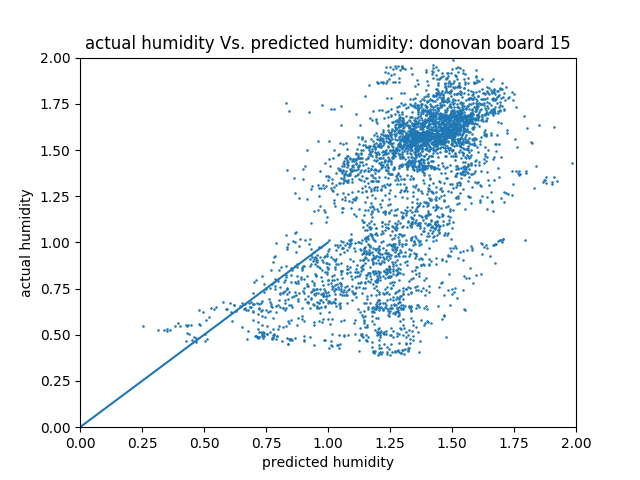 actual humidity Vs. predicted humidity: donovan board 15
2.00
1.75
1.50
1.25
1.00
0.75
0.50
0.25
0.00
actual humidity
0.00 0.25 0.50 0.75 1.00 1.25 1.50 1.75 2.00
predicted humidity